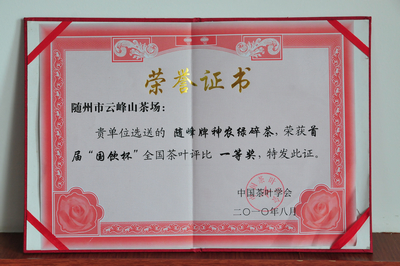 荣誉证书
随州市云峰山茶场：
贵单位选送的 随峰牌神农绿碎茶，荣获首
届“国饮杯”全国茶叶评比 一等奖，特发此证。
中国茶叶学会
二〇一〇年八月